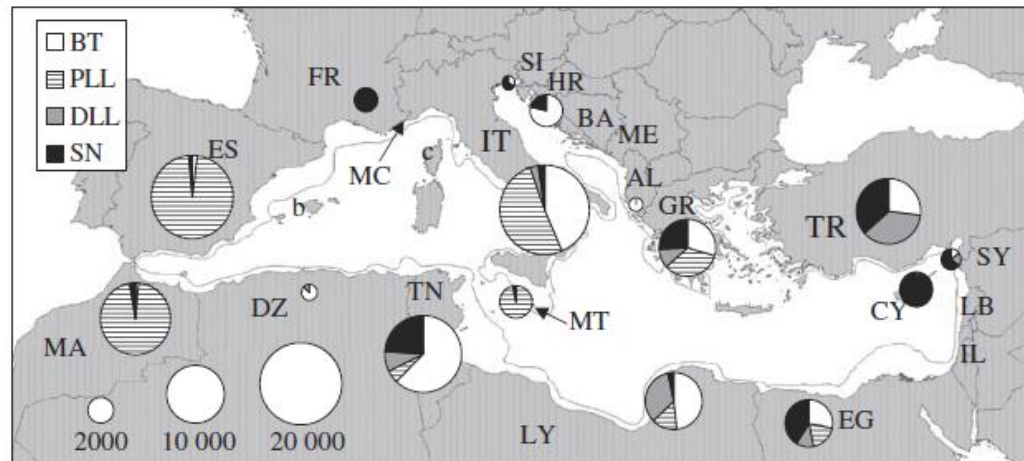 BT
PLL
DLL
SN
FR
SI
HR
BA
ME
IT
MC
c
ES
b
AL
GR
TR
SY
CY
LB
IL
MA
DZ
TN
MT
LY
EG
2000
10 000
20 000